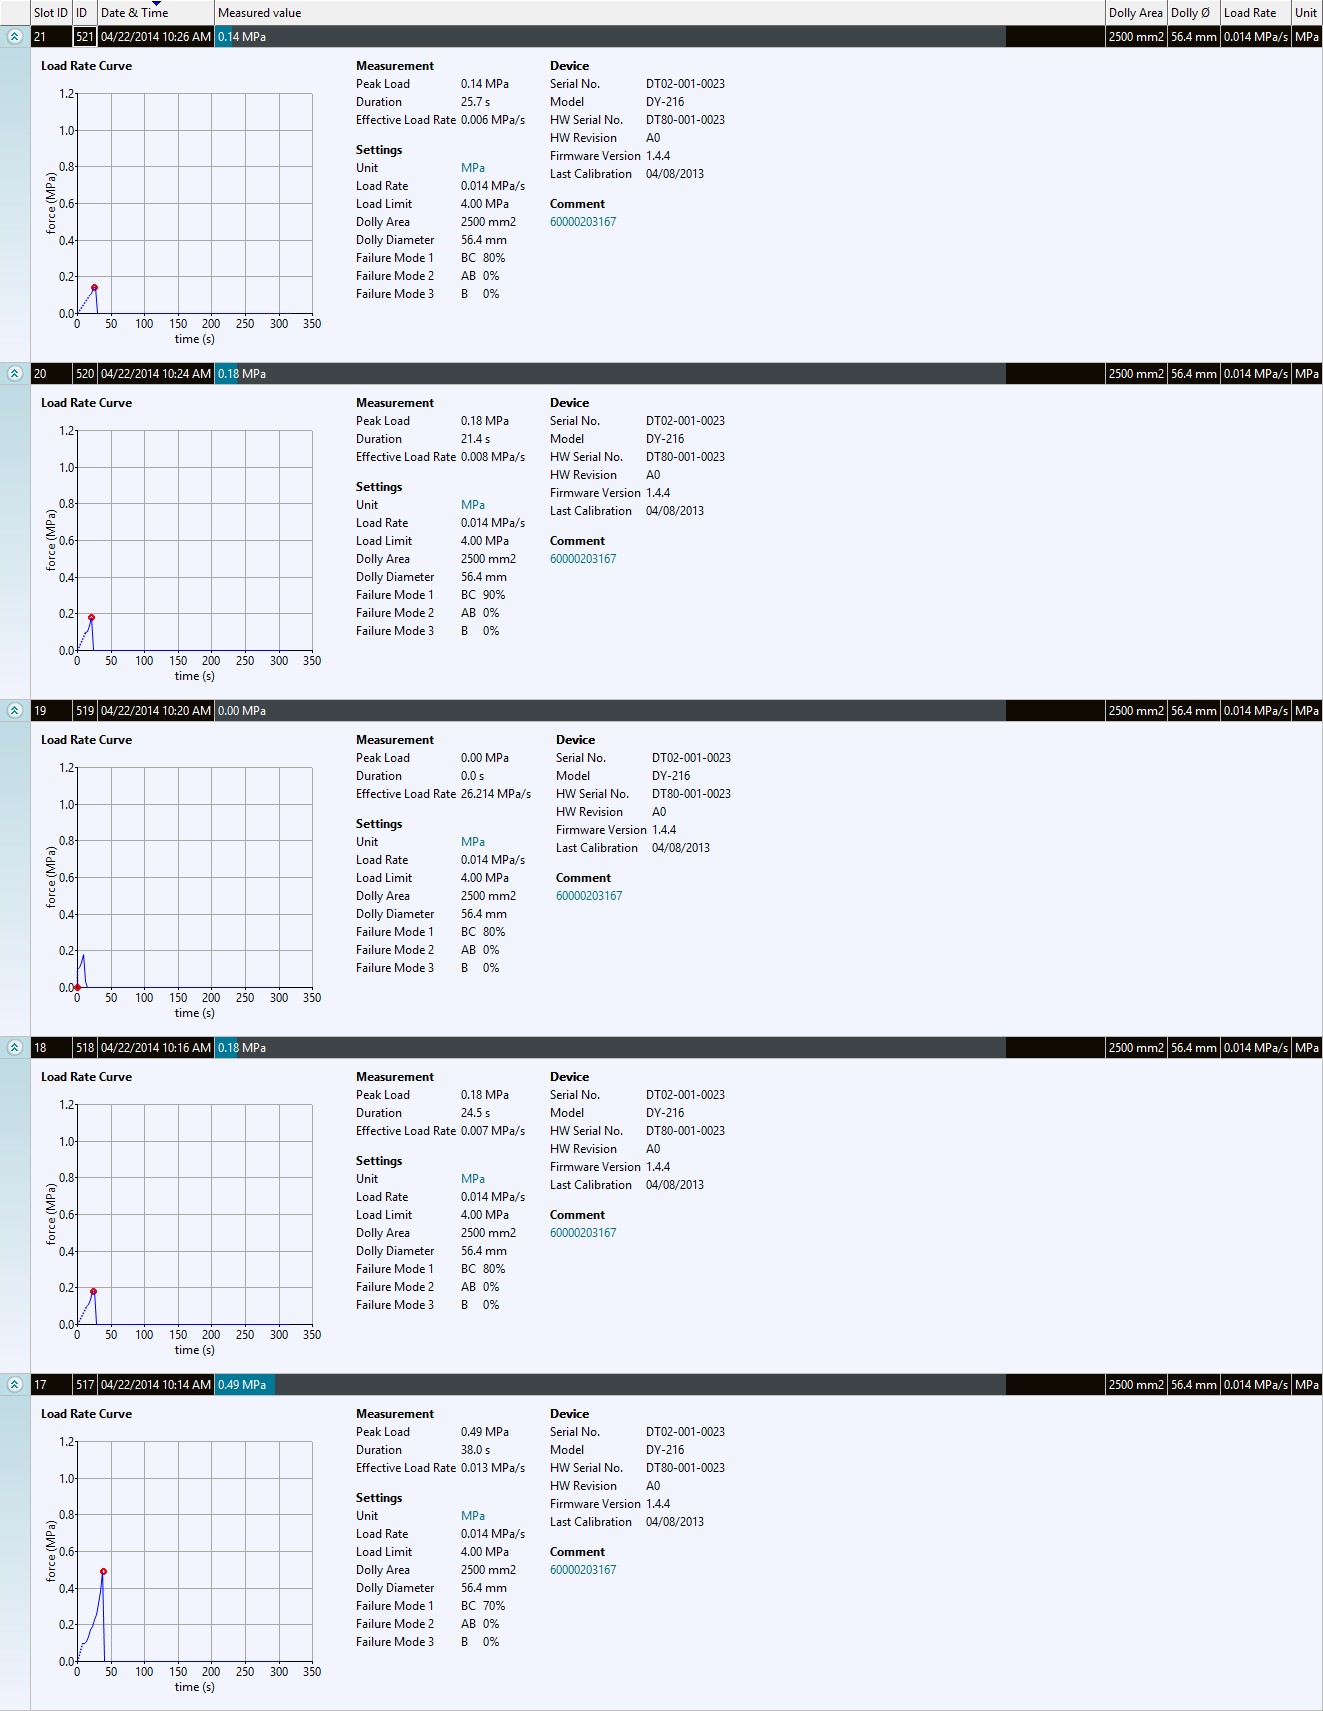 Slot ID ID Date & Time Measured value Dolly Area Dolly Ø Load Rate Unit
21 521 04/22/2014 10:26 AM 0.14 MPa 2500 mm2 56.4 mm 0.014 MPa/s MPa
Load Rate Curve
1.2
1.0
0.8
0.6
0.4
0.2
0.0
force (MPa)
0 50 100 150 200 250 300 350
time (s)
Measurement
Peak Load 0.14 MPa
Duration 25.7 s
Effective Load Rate 0.006 MPa/s
Settings
Unit MPa
Load Rate 0.014 MPa/s
Load Limit 4.00 MPa
Dolly Area 2500 mm2
Dolly Diameter 56.4 mm
Failure Mode 1 BC 80%
Failure Mode 2 AB 0%
Failure Mode 3 B 0%
Device
Serial No. DT02-001-0023
Model DY-216
HW Serial No. DT80-001-0023
HW Revision A0
Firmware Version 1.4.4
Last Calibration 04/08/2013
Comment
60000203167
20 520 04/22/2014 10:24 AM 0.18 MPa 2500 mm2 56.4 mm 0.014 MPa/s MPa
Load Rate Curve
1.2
1.0
0.8
0.6
0.4
0.2
0.0
force (MPa)
0 50 100 150 200 250 300 350
time (s)
Measurement
Peak Load 0.18 MPa
Duration 21.4 s
Effective Load Rate 0.008 MPa/s
Settings
Unit MPa
Load Rate 0.014 MPa/s
Load Limit 4.00 MPa
Dolly Area 2500 mm2
Dolly Diameter 56.4 mm
Failure Mode 1 BC 90%
Failure Mode 2 AB 0%
Failure Mode 3 B 0%
Device
Serial No. DT02-001-0023
Model DY-216
HW Serial No. DT80-001-0023
HW Revision A0
Firmware Version 1.4.4
Last Calibration 04/08/2013
Comment
60000203167
19 519 04/22/2014 10:20 AM 0.00 MPa 2500 mm2 56.4 mm 0.014 MPa/s MPa
Load Rate Curve
1.2
1.0
0.8
0.6
0.4
0.2
0.0
force (MPa)
0 50 100 150 200 250 300 350
time (s)
Measurement
Peak Load 0.00 MPa
Duration 0.0 s
Effective Load Rate 26.214 MPa/s
Settings
Unit MPa
Load Rate 0.014 MPa/s
Load Limit 4.00 MPa
Dolly Area 2500 mm2
Dolly Diameter 56.4 mm
Failure Mode 1 BC 80%
Failure Mode 2 AB 0%
Failure Mode 3 B 0%
Device
Serial No. DT02-001-0023
Model DY-216
HW Serial No. DT80-001-0023
HW Revision A0
Firmware Version 1.4.4
Last Calibration 04/08/2013
Comment
60000203167
18 518 04/22/2014 10:16 AM 0.18 MPa 2500 mm2 56.4 mm 0.014 MPa/s MPa
Load Rate Curve
1.2
1.0
0.8
0.6
0.4
0.2
0.0
force (MPa)
0 50 100 150 200 250 300 350
time (s)
Measurement
Peak Load 0.18 MPa
Duration 24.5 s
Effective Load Rate 0.007 MPa/s
Settings
Unit MPa
Load Rate 0.014 MPa/s
Load Limit 4.00 MPa
Dolly Area 2500 mm2
Dolly Diameter 56.4 mm
Failure Mode 1 BC 80%
Failure Mode 2 AB 0%
Failure Mode 3 B 0%
Device
Serial No. DT02-001-0023
Model DY-216
HW Serial No. DT80-001-0023
HW Revision A0
Firmware Version 1.4.4
Last Calibration 04/08/2013
Comment
60000203167
17 517 04/22/2014 10:14 AM 0.49 MPa 2500 mm2 56.4 mm 0.014 MPa/s MPa
Load Rate Curve
1.2
1.0
0.8
0.6
0.4
0.2
0.0
force (MPa)
0 50 100 150 200 250 300 350
time (s)
Measurement
Peak Load 0.49 MPa
Duration 38.0 s
Effective Load Rate 0.013 MPa/s
Settings
Unit MPa
Load Rate 0.014 MPa/s
Load Limit 4.00 MPa
Dolly Area 2500 mm2
Dolly Diameter 56.4 mm
Failure Mode 1 BC 70%
Failure Mode 2 AB 0%
Failure Mode 3 B 0%
Device
Serial No. DT02-001-0023
Model DY-216
HW Serial No. DT80-001-0023
HW Revision A0
Firmware Version 1.4.4
Last Calibration 04/08/2013
Comment
60000203167